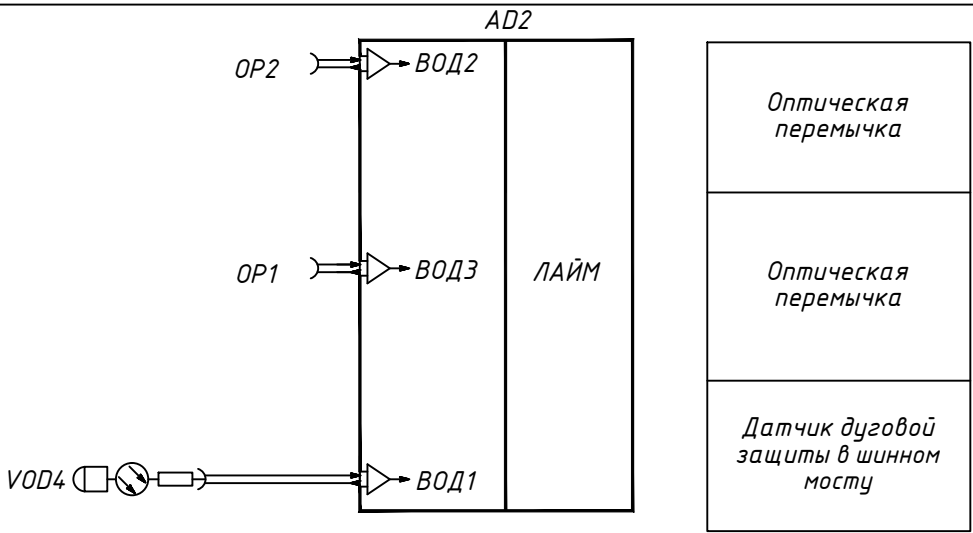 AD2
OP2
ВОД2
Оптическая
перемычка
OP1
ВОД3
ЛАЙМ
Оптическая
перемычка
VOD4
ВОД1
Датчик дуговой
защиты в шинном
мосту